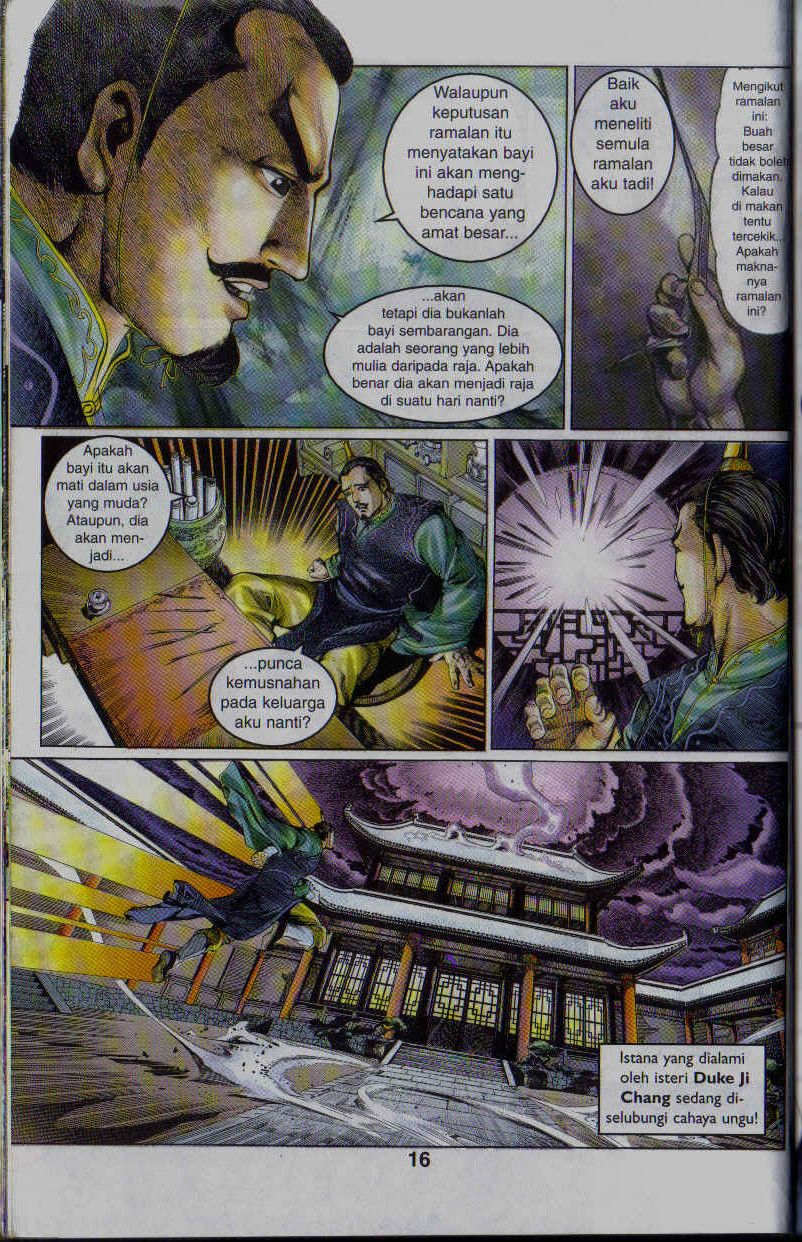 Walaupun
keputusan
ramalan itu
menyatakan bayi
ini akan meng-
hadapi satu
bencana yang
amat besar...
...akan
tetapi dia bukanlah
bayi sembarangan. Dia
adalah seorang yang lebih
mulia daripada raja. Apakah
benar dia akan menjadi raja
di suatu hari nanti?
Baik
aku
meneliti
semula
ramalan
aku tadi!
Mengikut
ramalan
ini:
Buah
besar
tidak boleh
dimakan.
Kalau
di makan
tentu
tercekik...
Apakah
makna-
nya
ramalan
ini?
Apakah
bayi itu akan
mati dalam usia
yang muda?
Ataupun, dia
akan men-
jadi...
...punca
kemusnahan
pada keluarga
aku nanti?
Istana yang dialami
oleh isteri Duke Ji
Chang sedang di-
selubungi cahaya ungu!
16